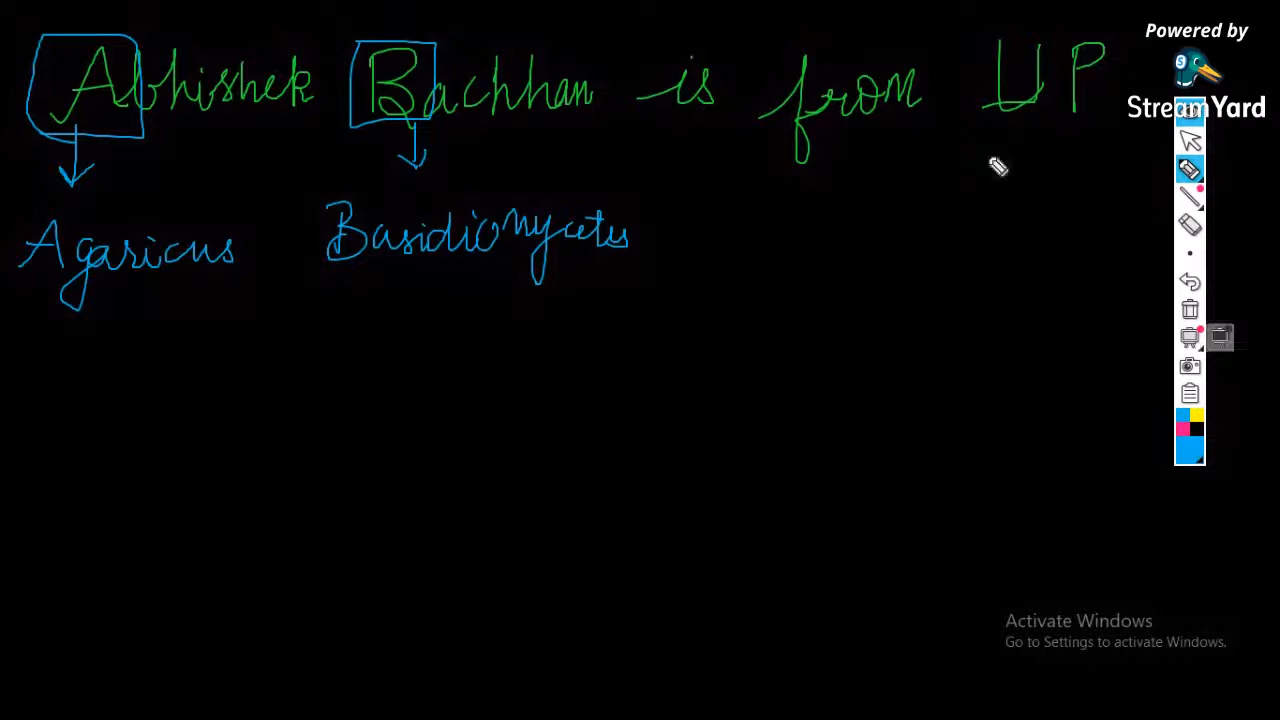 Powered by
Abhishek Bachhan is from UP
StreamYard
Agaricus Basidiomycetes
Activate Windows
Go to Settings to activate Windows.